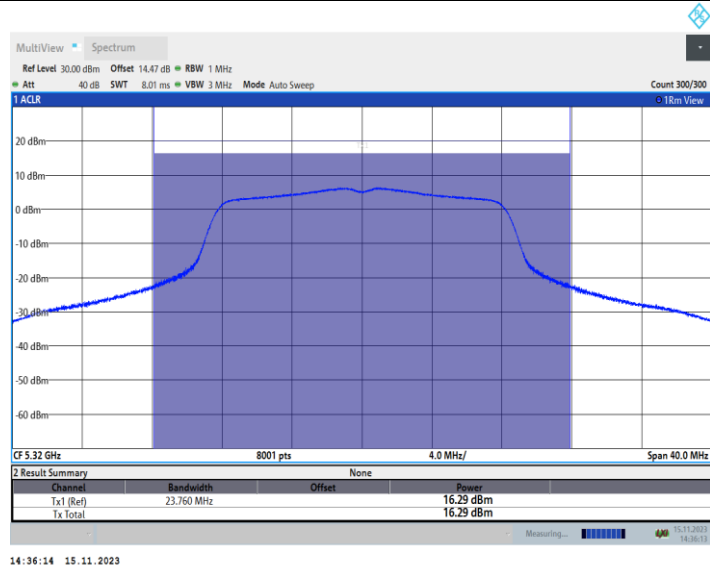 MultiView Spectrum
Ref Level 30.00 dBm Offset 14.47 dB RBW 1 MHz
Att 40 dB SWT 8.01 ms VBW 3 MHz Mode Auto Sweep Count 300/300
1 ACLR 1Rm View
20 dBm
10 dBm
0 dBm
-10 dBm
-20 dBm
-30 dBm
-40 dBm
-50 dBm
-60 dBm
CF 5.32 GHz 8001 pts 4.0 MHz/ Span 40.0 MHz
2 Result Summary None
Channel Bandwidth Offset Power
Tx1 (Ref) 23.760 MHz 16.29 dBm
Tx Total 16.29 dBm
Measuring... 15.11.2023
14:36:13
14:36:14 15.11.2023